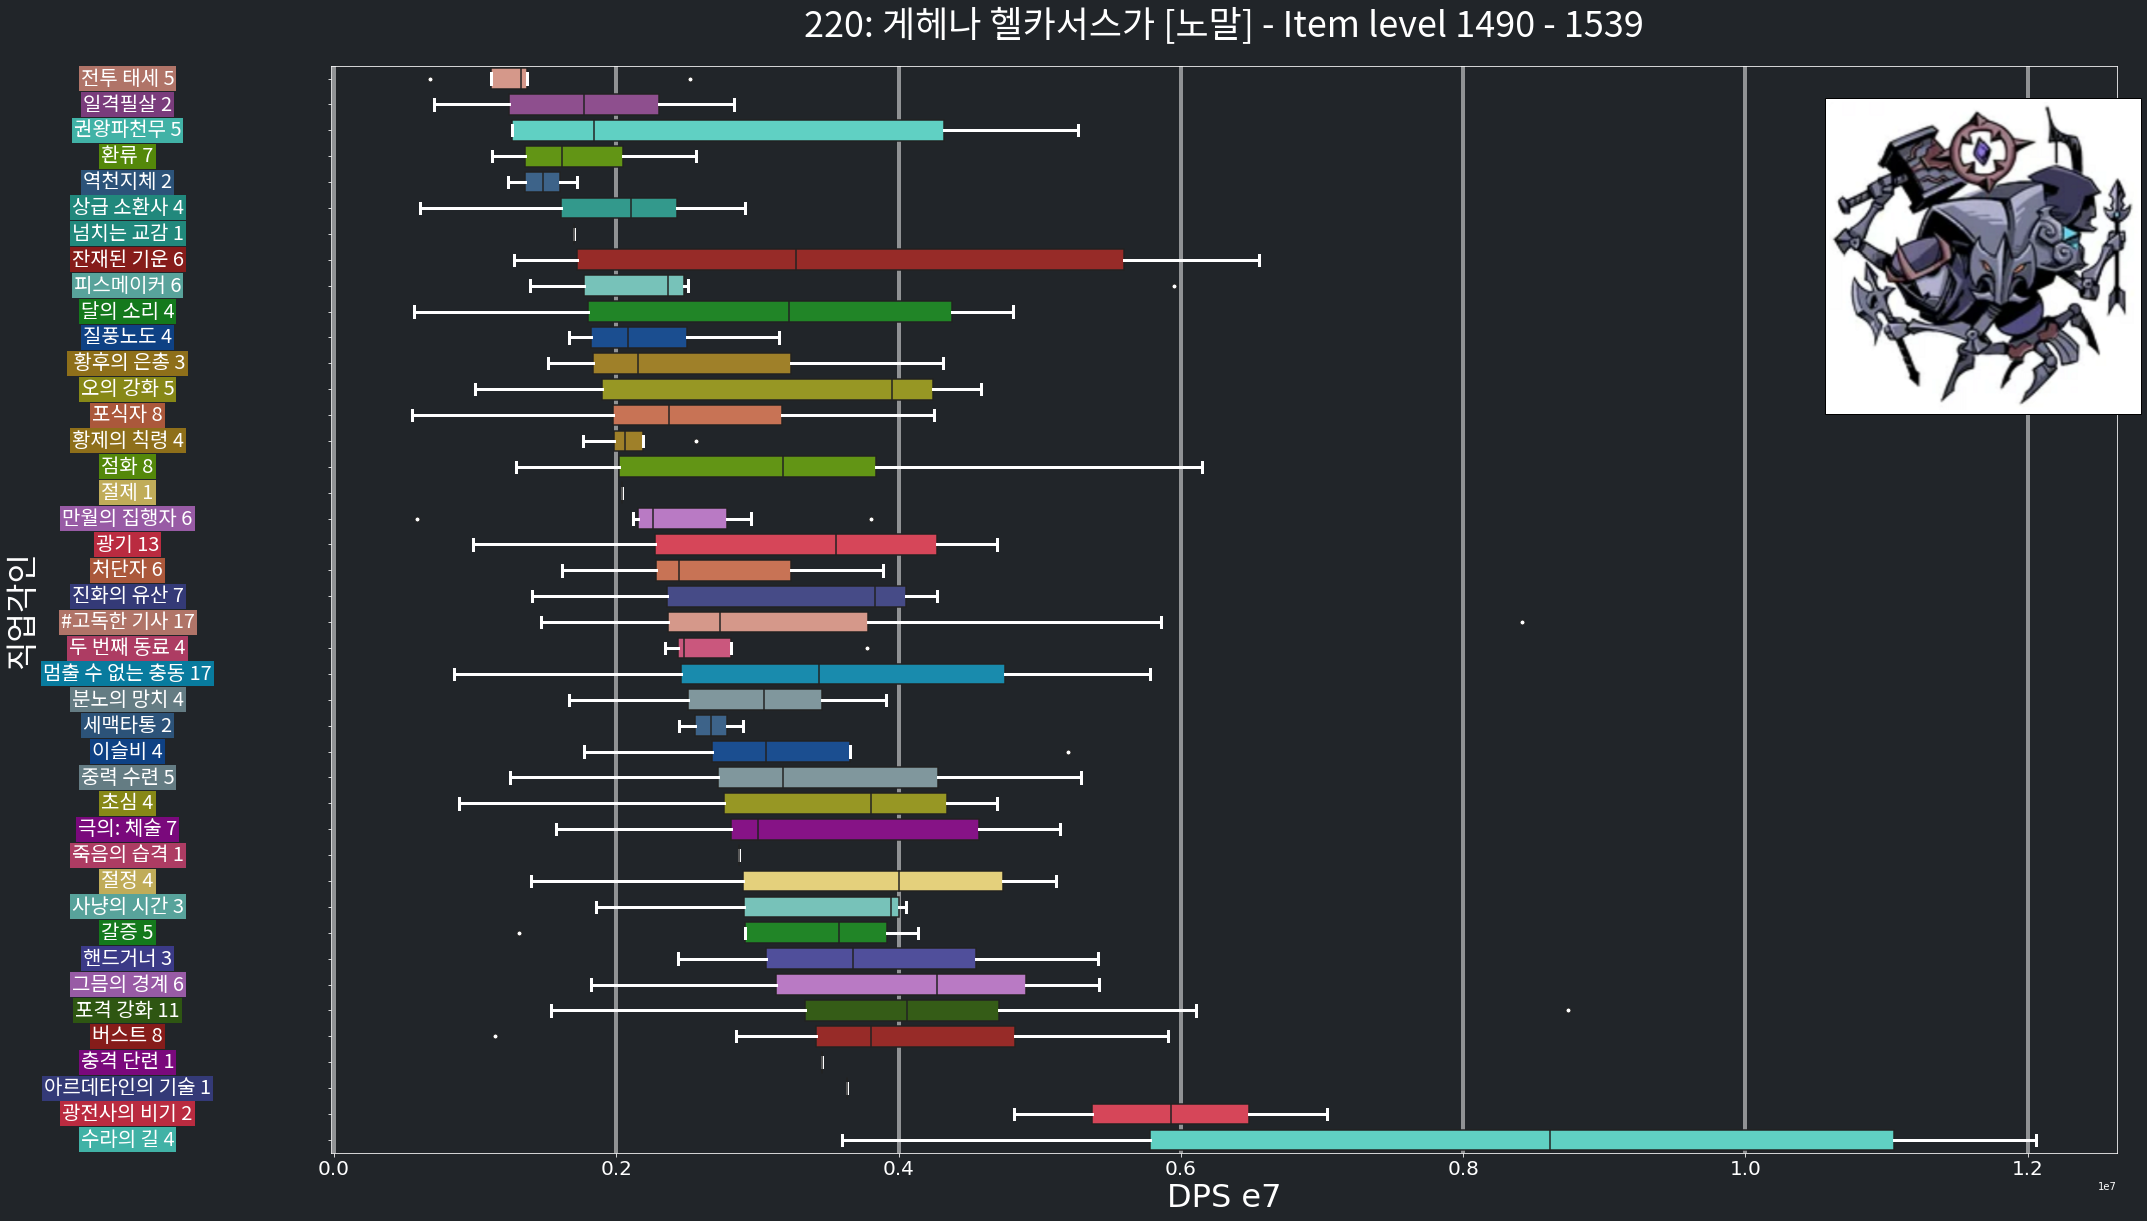 220: 게헤나 헬카서스가 [노말] - Item level 1490 - 1539
직업각인
전투 태세 5
일격필살 2
권왕파천무 5
환류 7
역천지체 2
상급 소환사 4
넘치는 교감 1
잔재된 기운 6
피스메이커 6
달의 소리 4
질풍노도 4
황후의 은총 3
오의 강화 5
포식자 8
황제의 칙령 4
점화 8
절제 1
만월의 집행자 6
광기 13
처단자 6
진화의 유산 7
#고독한 기사 17
두 번째 동료 4
멈출 수 없는 충동 17
분노의 망치 4
세맥타통 2
이슬비 4
중력 수련 5
초심 4
극의: 체술 7
죽음의 습격 1
절정 4
사냥의 시간 3
갈증 5
핸드거너 3
그믐의 경계 6
포격 강화 11
버스트 8
충격 단련 1
아르데타인의 기술 1
광전사의 비기 2
수라의 길 4
0.0 0.2 0.4 0.6 0.8 1.0 1.2
1e7
DPS e7